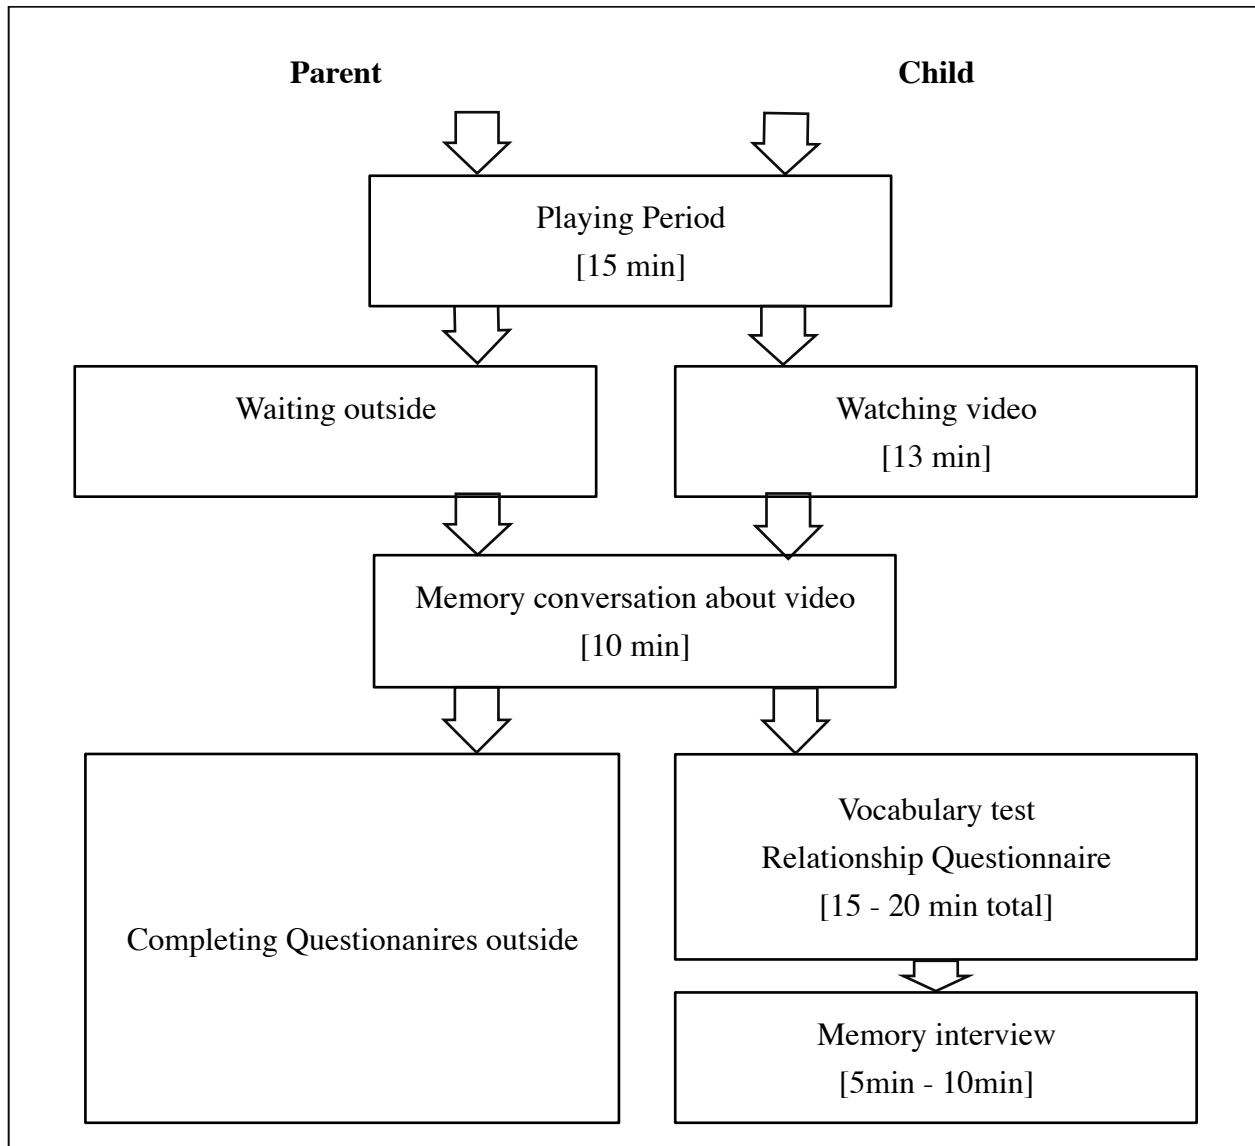 Parent
Child
Playing Period
[15 min]
Waiting outside
Watching video
[13 min]
Memory conversation about video
[10 min]
Completing Questionanires outside
Vocabulary test
Relationship Questionnaire
[15 - 20 min total]
Memory interview
[5min - 10min]